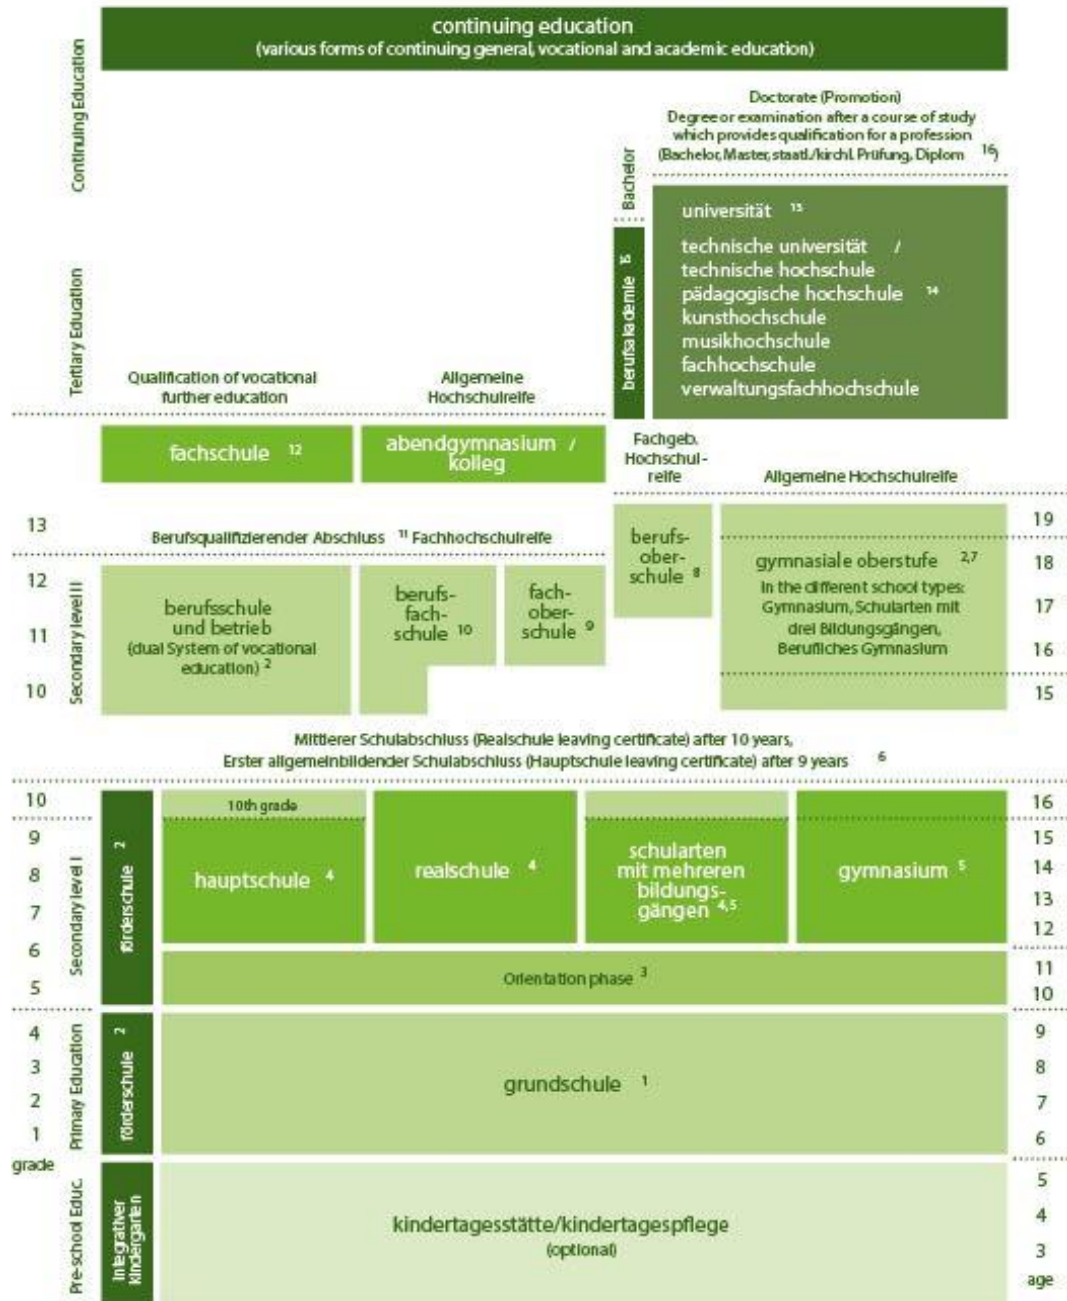 continuing education
(various forms of continuing general, vocational and academic education)
Continuing Education
Doctorate (Promotion)
Degree or examination after a course of study
which provides qualification for a profession
(Bachelor, Master, staatl./kirchl. Prüfung, Diplom 16)
Bachelor
universität 13
technische universität /
technische hochschule
pädagogische hochschule 14
kunsthochschule
musikhochschule
fachhochschule
verwaltungsfachhochschule
berufsakademie 15
Tertiary Education
Qualification of vocational
further education
Allgemeine
Hochschulreife
fachschule 12
abendgymnasium /
kolleg
Fachgeb.
Hochschul-
reife
Allgemeine Hochschulreife
13
12
11
10
Secondary level II
Berufsqualifizierender Abschluss 11 Fachhochschulreife
berufsschule
und betrieb
(dual System of vocational
education) 2
berufs-
fach-
schule 10
fach-
ober-
schule 9
berufs-
ober-
schule 8
gymnasiale oberstufe 2,7
In the different school types:
Gymnasium, Schularten mit
drei Bildungsgängen,
Berufliches Gymnasium
19
18
17
16
15
Mittlerer Schulabschluss (Realschule leaving certificate) after 10 years,
Erster allgemeinbildender Schulabschluss (Hauptschule leaving certificate) after 9 years 6
10
9
8
7
6
5
Secondary level I
förderschule 2
10th grade
hauptschule 4
realschule 4
schularten
mit mehreren
bildungs-
gängen 4,5
gymnasium 5
Orientation phase 3
16
15
14
13
12
11
10
4
3
2
1
grade
Primary Education
förderschule 2
grundschule 1
9
8
7
6
Pre-school Educ.
Integrativer
kindergarten
kindertagesstätte/kindertagespflege
(optional)
5
4
3
age